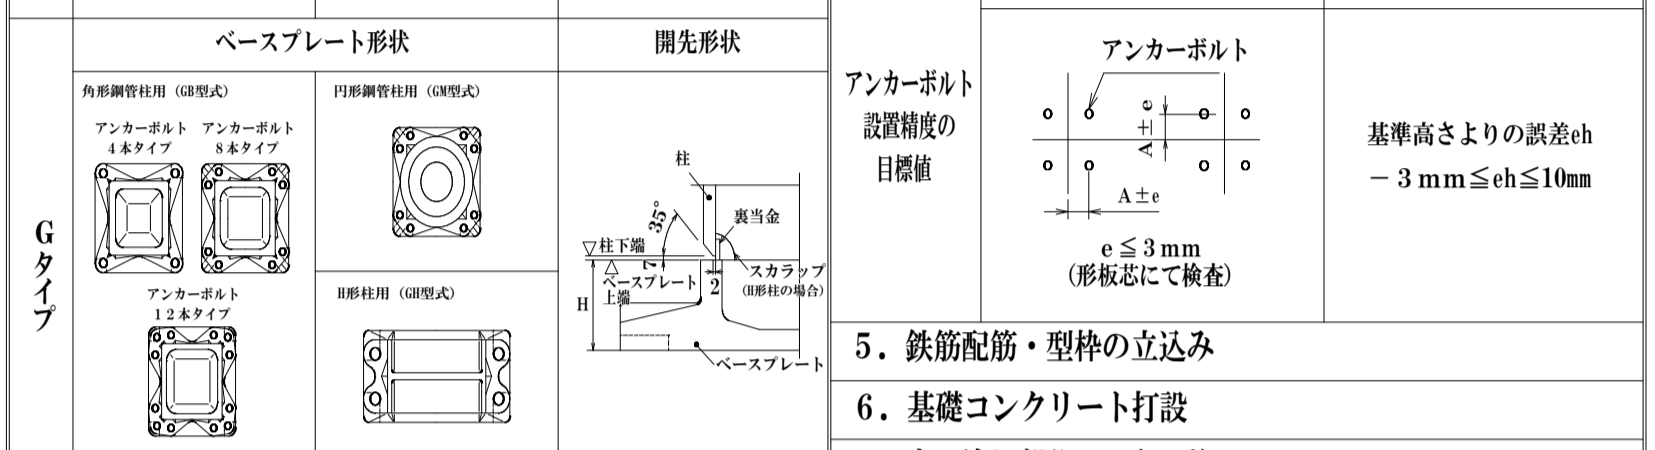 Gタイプ
ベースプレート形状
開先形状
角形鋼管柱用（GB型式）
アンカーボルト
４本タイプ
アンカーボルト
８本タイプ
アンカーボルト
１２本タイプ
円形鋼管柱用（GM型式）
H形柱用（GH型式）
柱
35°
裏当金
▽柱下端
7
△
ベースプレート
上端
2
スカラップ
（H形柱の場合）
H
ベースプレート
アンカーボルト
設置精度の
目標値
アンカーボルト
A±e
A±e
e≦3mm
(形板芯にて検査)
基準高さよりの誤差eh
－３mm≦eh≦10mm
５．鉄筋配筋・型枠の立込み
６．基礎コンクリート打設